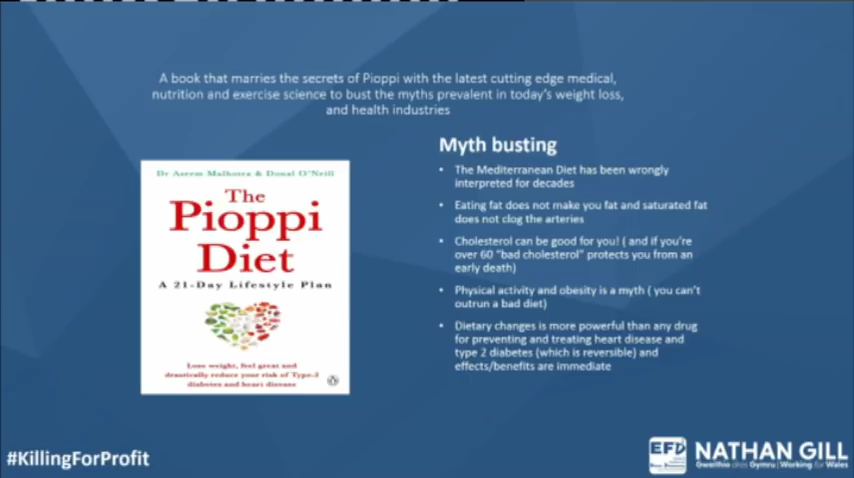 A book that marries the secrets of Pioppi with the latest cutting edge medical,
nutrition and exercise science to bust the myths prevalent in today's weight loss,
and health industries
Myth busting
• The Mediterranean Diet has been wrongly
interpreted for decades
• Eating fat does not make you fat and saturated fat
does not clog the arteries
• Cholesterol can be good for you! ( and if you're
over 60 "bad cholesterol" protects you from an
early death)
• Physical activity and obesity is a myth ( you can't
outrun a bad diet)
• Dietary changes is more powerful than any drug
for preventing and treating heart disease and
type 2 diabetes (which is reversible) and
effects/benefits are immediate
Dr Aseem Malhotra & Donal O'Neill
The
Pioppi
Diet
A 21-Day Lifestyle Plan
Lose weight, feel great and
drastically reduce your risk of Type-2
diabetes and heart disease
#KillingForProfit
EFD
NATHAN GILL
Gweithio dros Gymru | Working for Wales